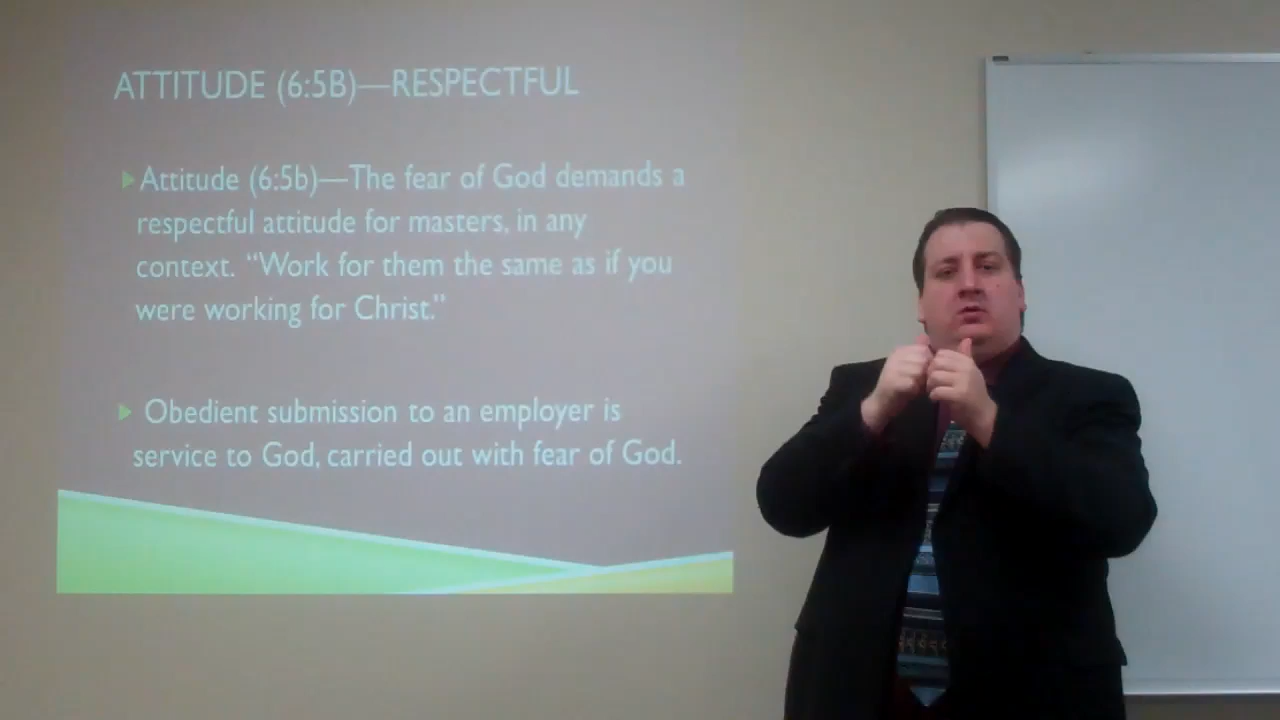 ATTITUDE (6:5B)—RESPECTFUL
Attitude (6:5b)—The fear of God demands a
respectful attitude for masters, in any
context. “Work for them the same as if you
were working for Christ.”
Obedient submission to an employer is
service to God, carried out with fear of God.